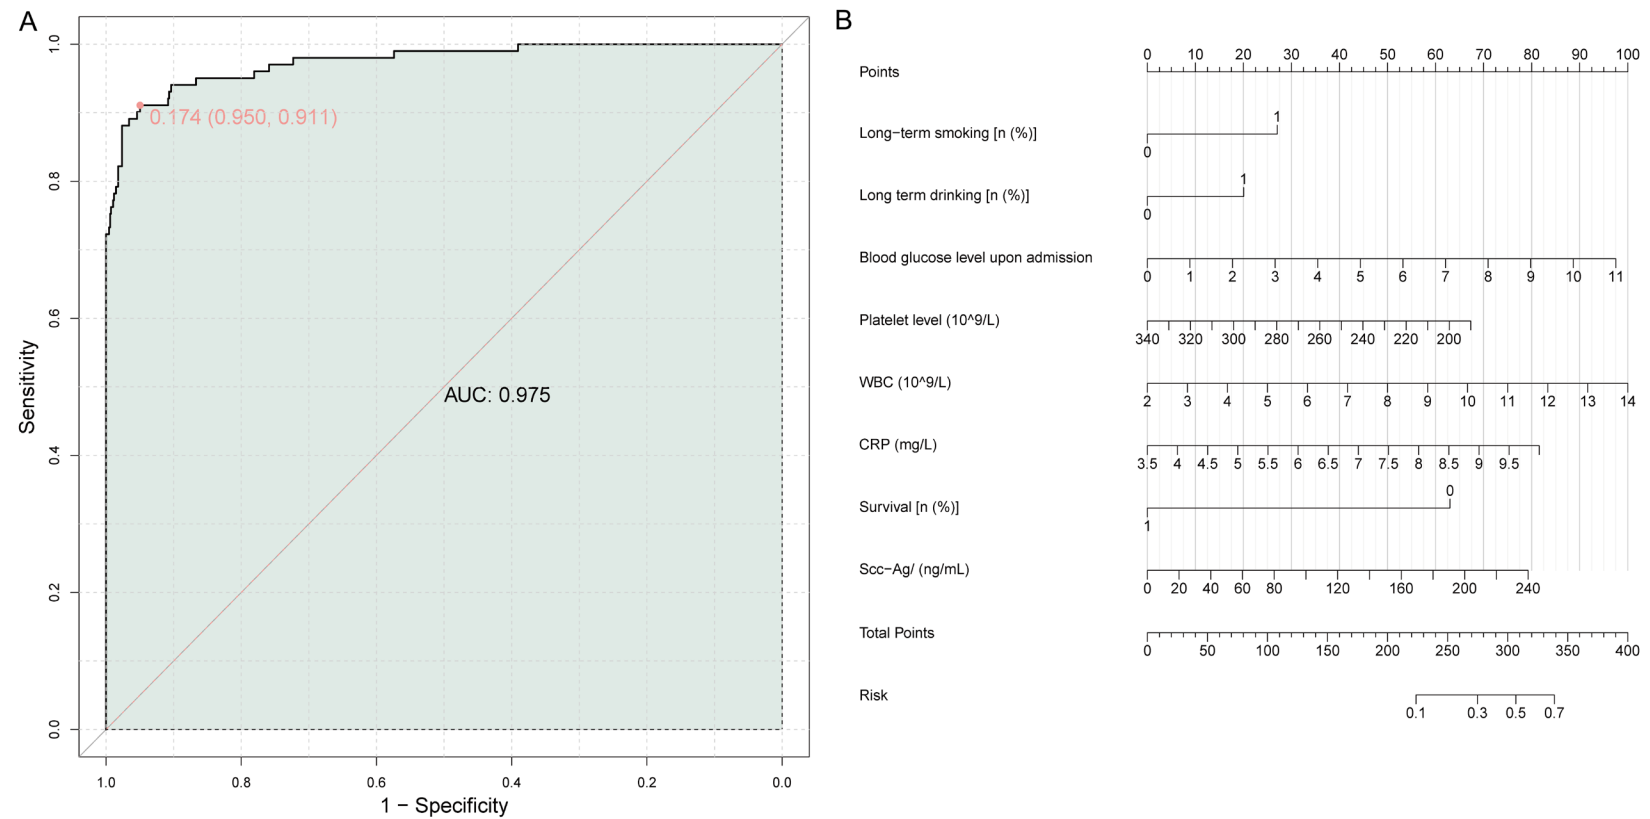 A
1.0
0.8
0.6
0.4
0.2
0.0
Sensitivity
0.174 (0.950, 0.911)
AUC: 0.975
1.0 0.8 0.6 0.4 0.2 0.0
1 − Specificity
B
Points
0 10 20 30 40 50 60 70 80 90 100
Long−term smoking [n (%)]
1
0
Long term drinking [n (%)]
1
0
Blood glucose level upon admission
0 1 2 3 4 5 6 7 8 9 10 11
Platelet level (10^9/L)
340 320 300 280 260 240 220 200
WBC (10^9/L)
2 3 4 5 6 7 8 9 10 11 12 13 14
CRP (mg/L)
3.5 4 4.5 5 5.5 6 6.5 7 7.5 8 8.5 9 9.5
Survival [n (%)]
0
1
Scc−Ag/ (ng/mL)
0 20 40 60 80 120 160 200 240
Total Points
0 50 100 150 200 250 300 350 400
Risk
0.1 0.3 0.5 0.7